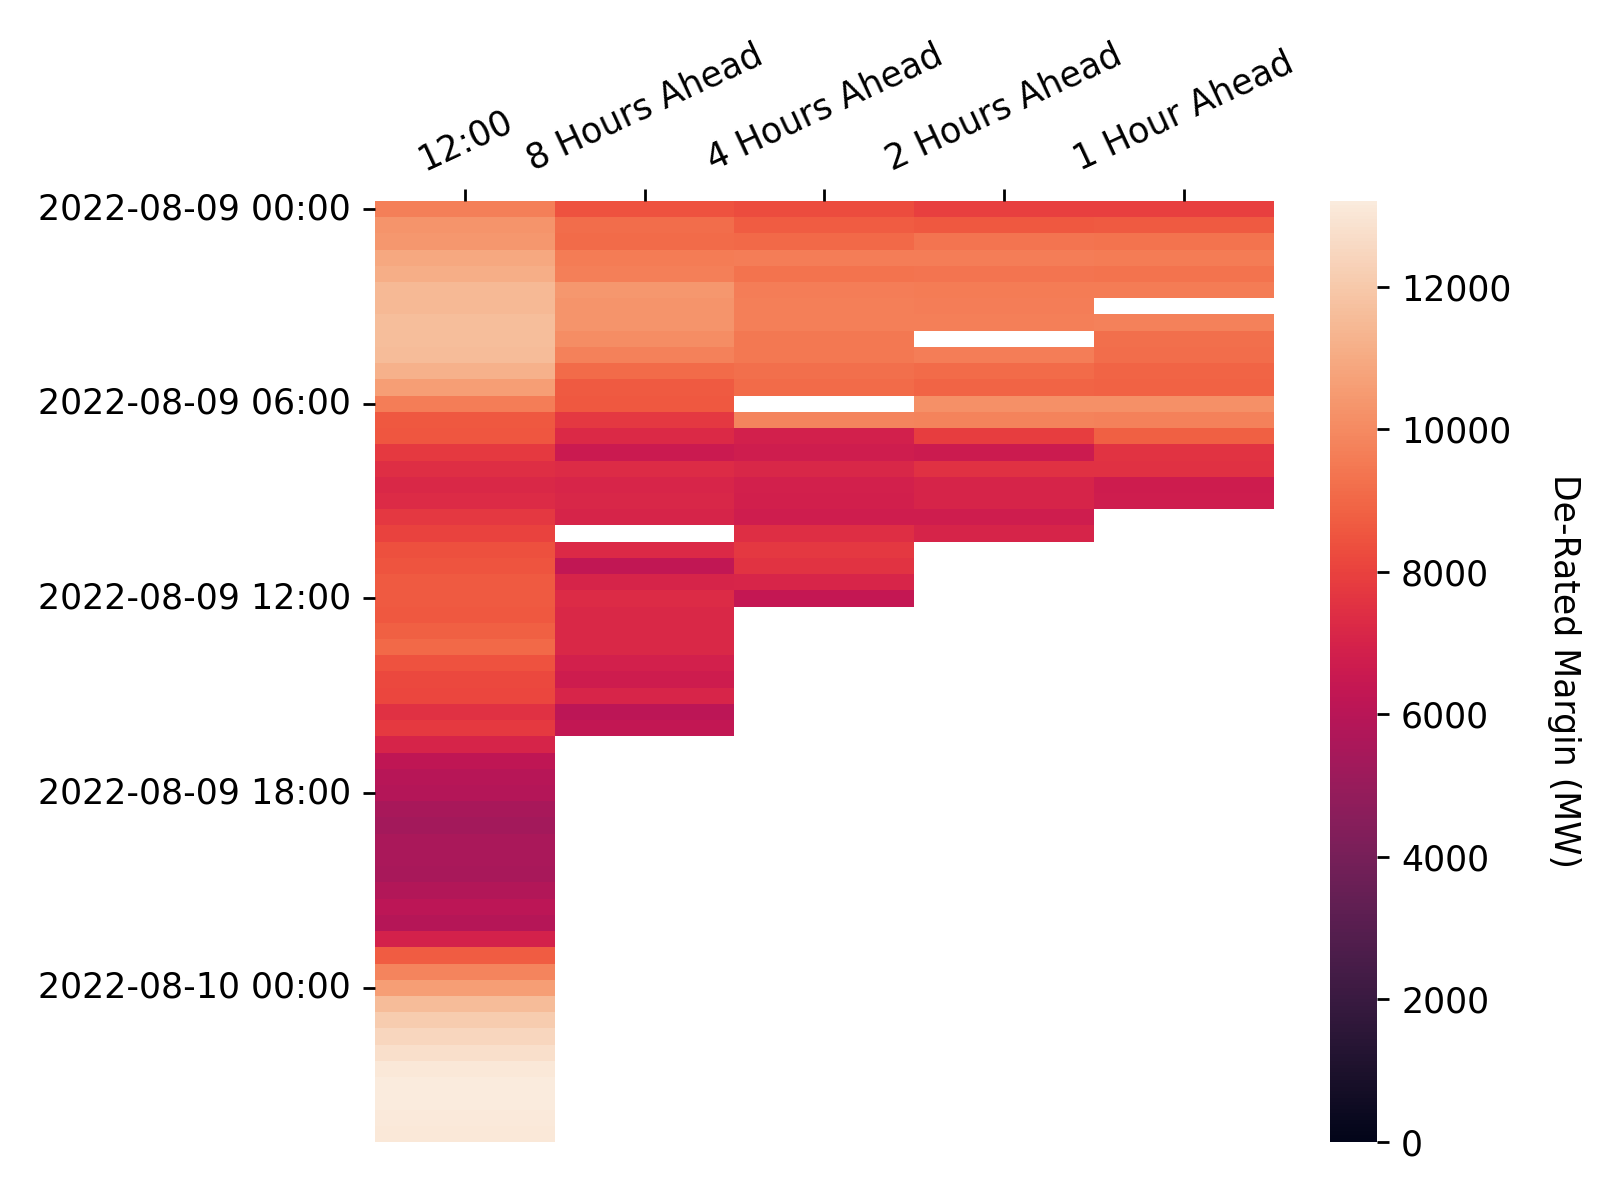 12:00
8 Hours Ahead
4 Hours Ahead
2 Hours Ahead
1 Hour Ahead
2022-08-09 00:00
2022-08-09 06:00
2022-08-09 12:00
2022-08-09 18:00
2022-08-10 00:00
12000
10000
8000
6000
4000
2000
0
De-Rated Margin (MW)